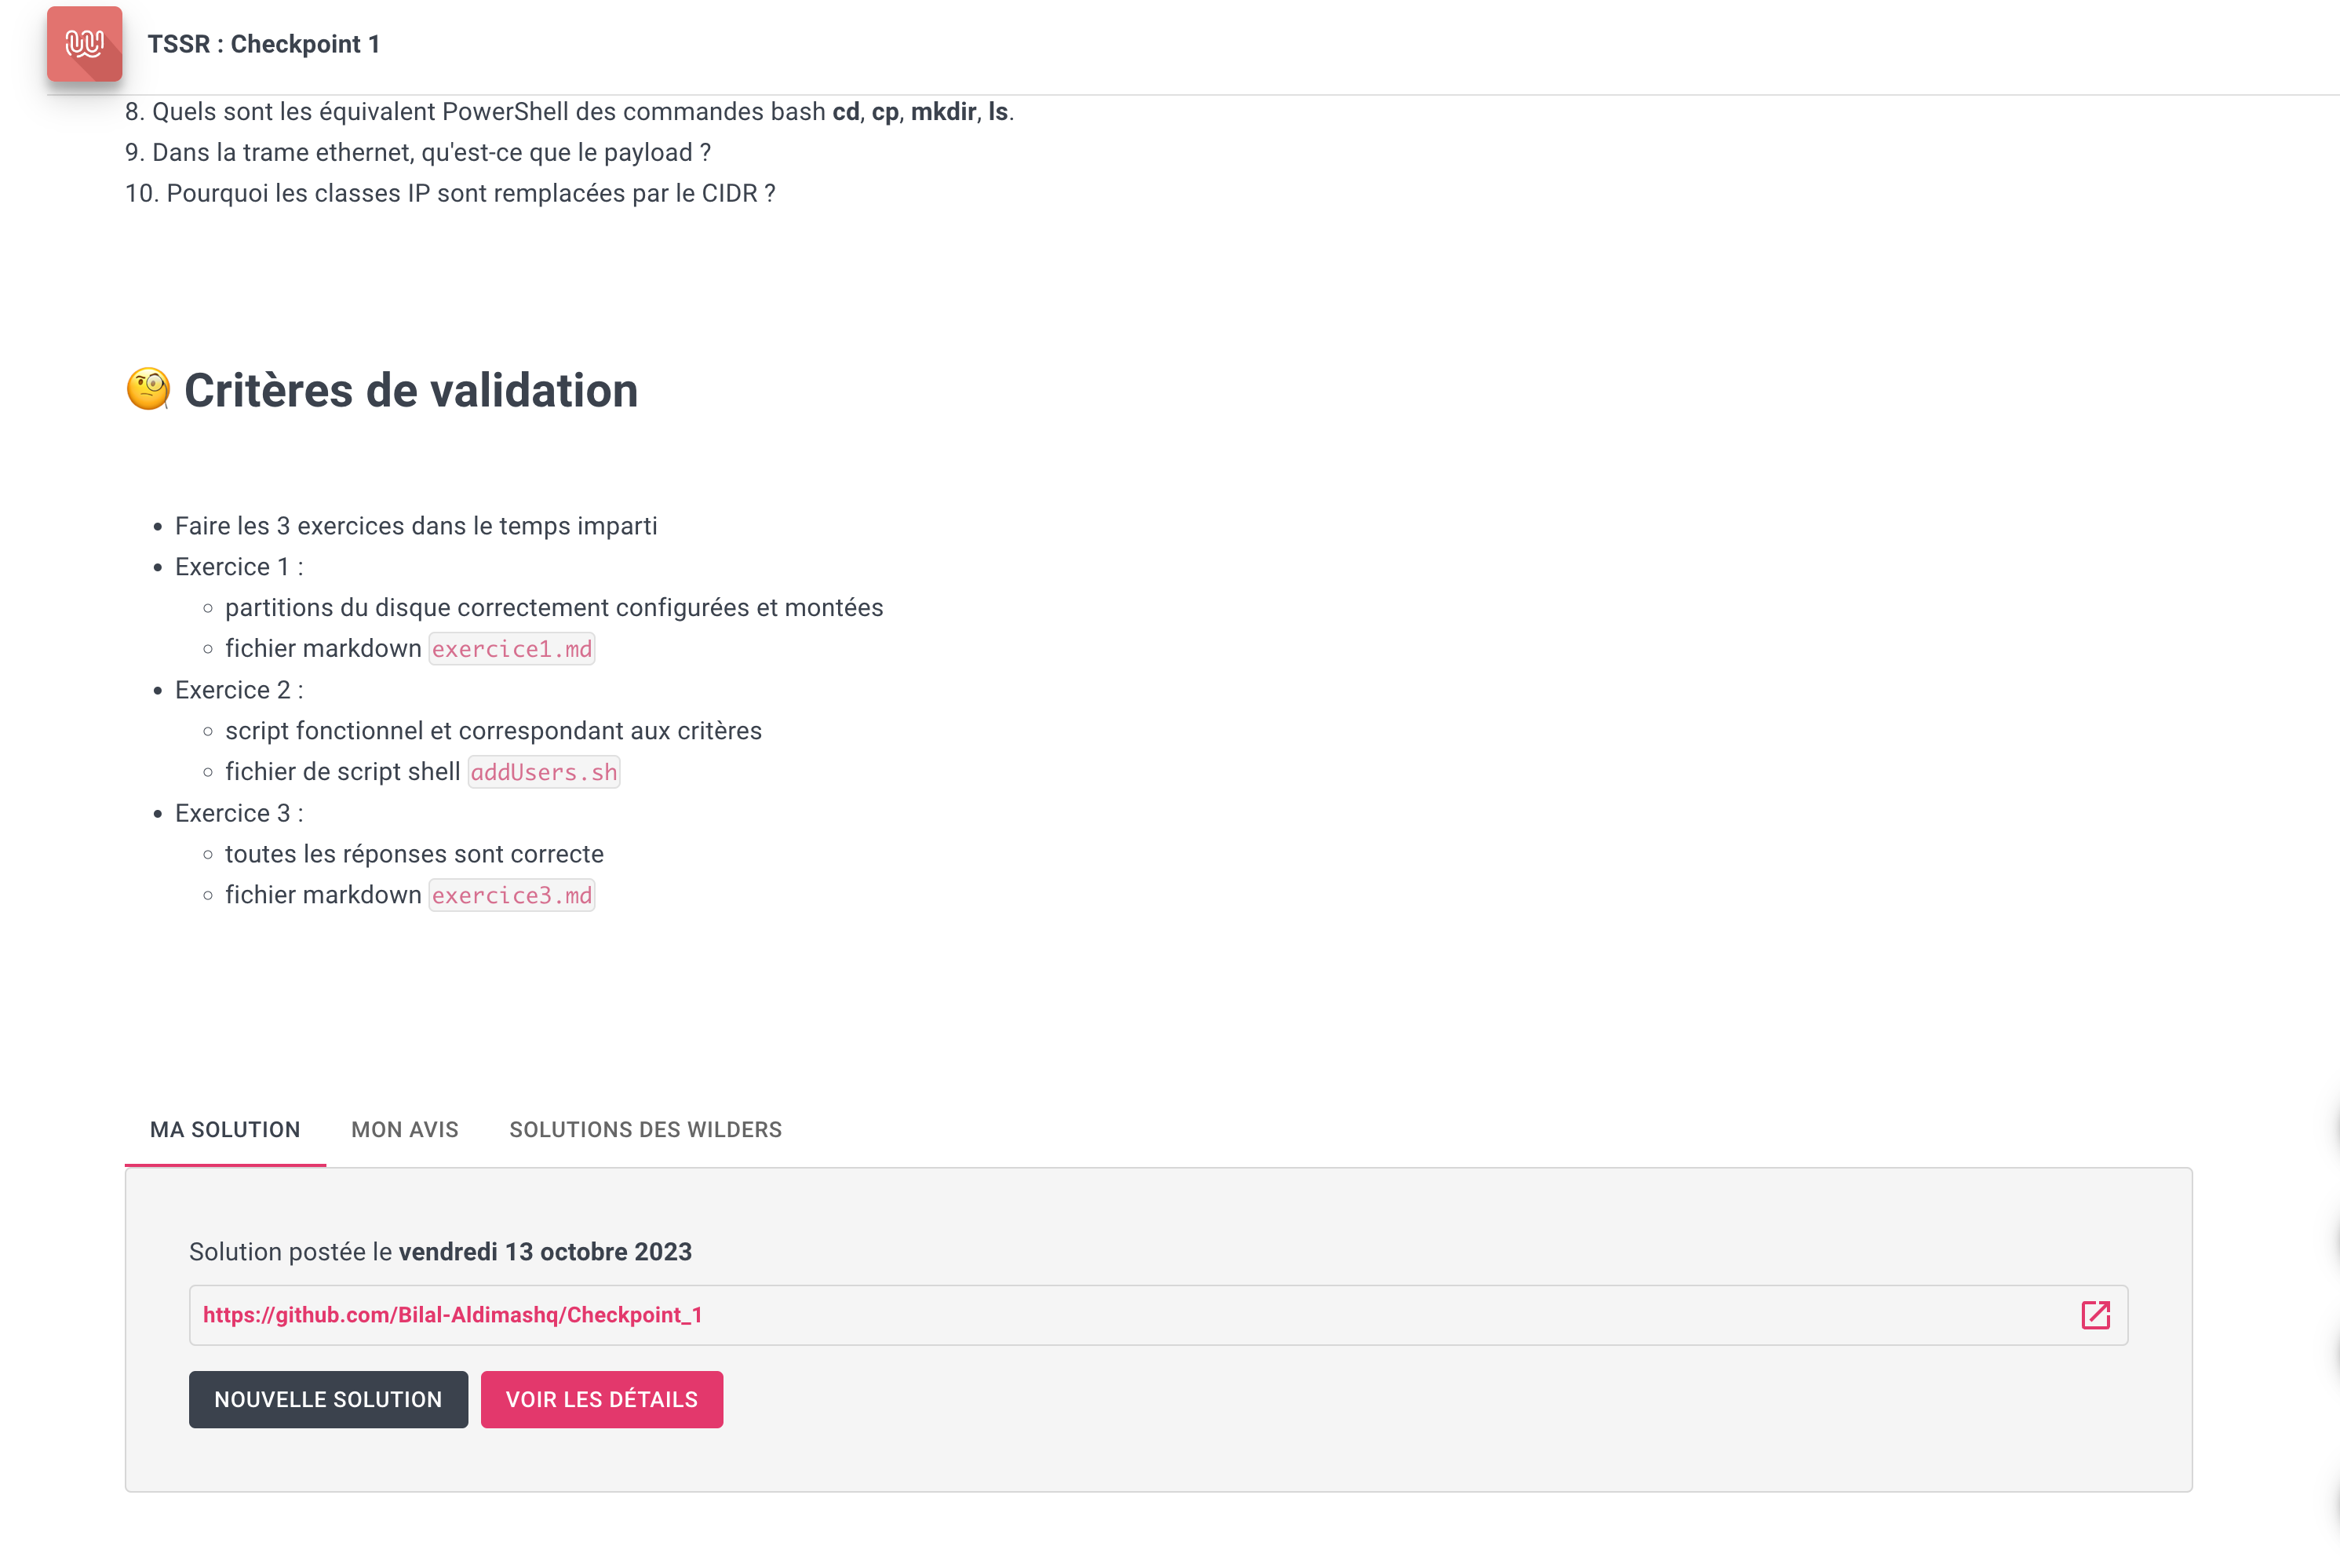 TSSR : Checkpoint 1
8. Quels sont les équivalent PowerShell des commandes bash cd, cp, mkdir, ls.
9. Dans la trame ethernet, qu'est-ce que le payload ?
10. Pourquoi les classes IP sont remplacées par le CIDR ?
🧐 Critères de validation
• Faire les 3 exercices dans le temps imparti
• Exercice 1 :
◦ partitions du disque correctement configurées et montées
◦ fichier markdown exercice1.md
• Exercice 2 :
◦ script fonctionnel et correspondant aux critères
◦ fichier de script shell addUsers.sh
• Exercice 3 :
◦ toutes les réponses sont correcte
◦ fichier markdown exercice3.md
MA SOLUTION MON AVIS SOLUTIONS DES WILDERS
Solution postée le vendredi 13 octobre 2023
https://github.com/Bilal-Aldimashq/Checkpoint_1
NOUVELLE SOLUTION VOIR LES DÉTAILS